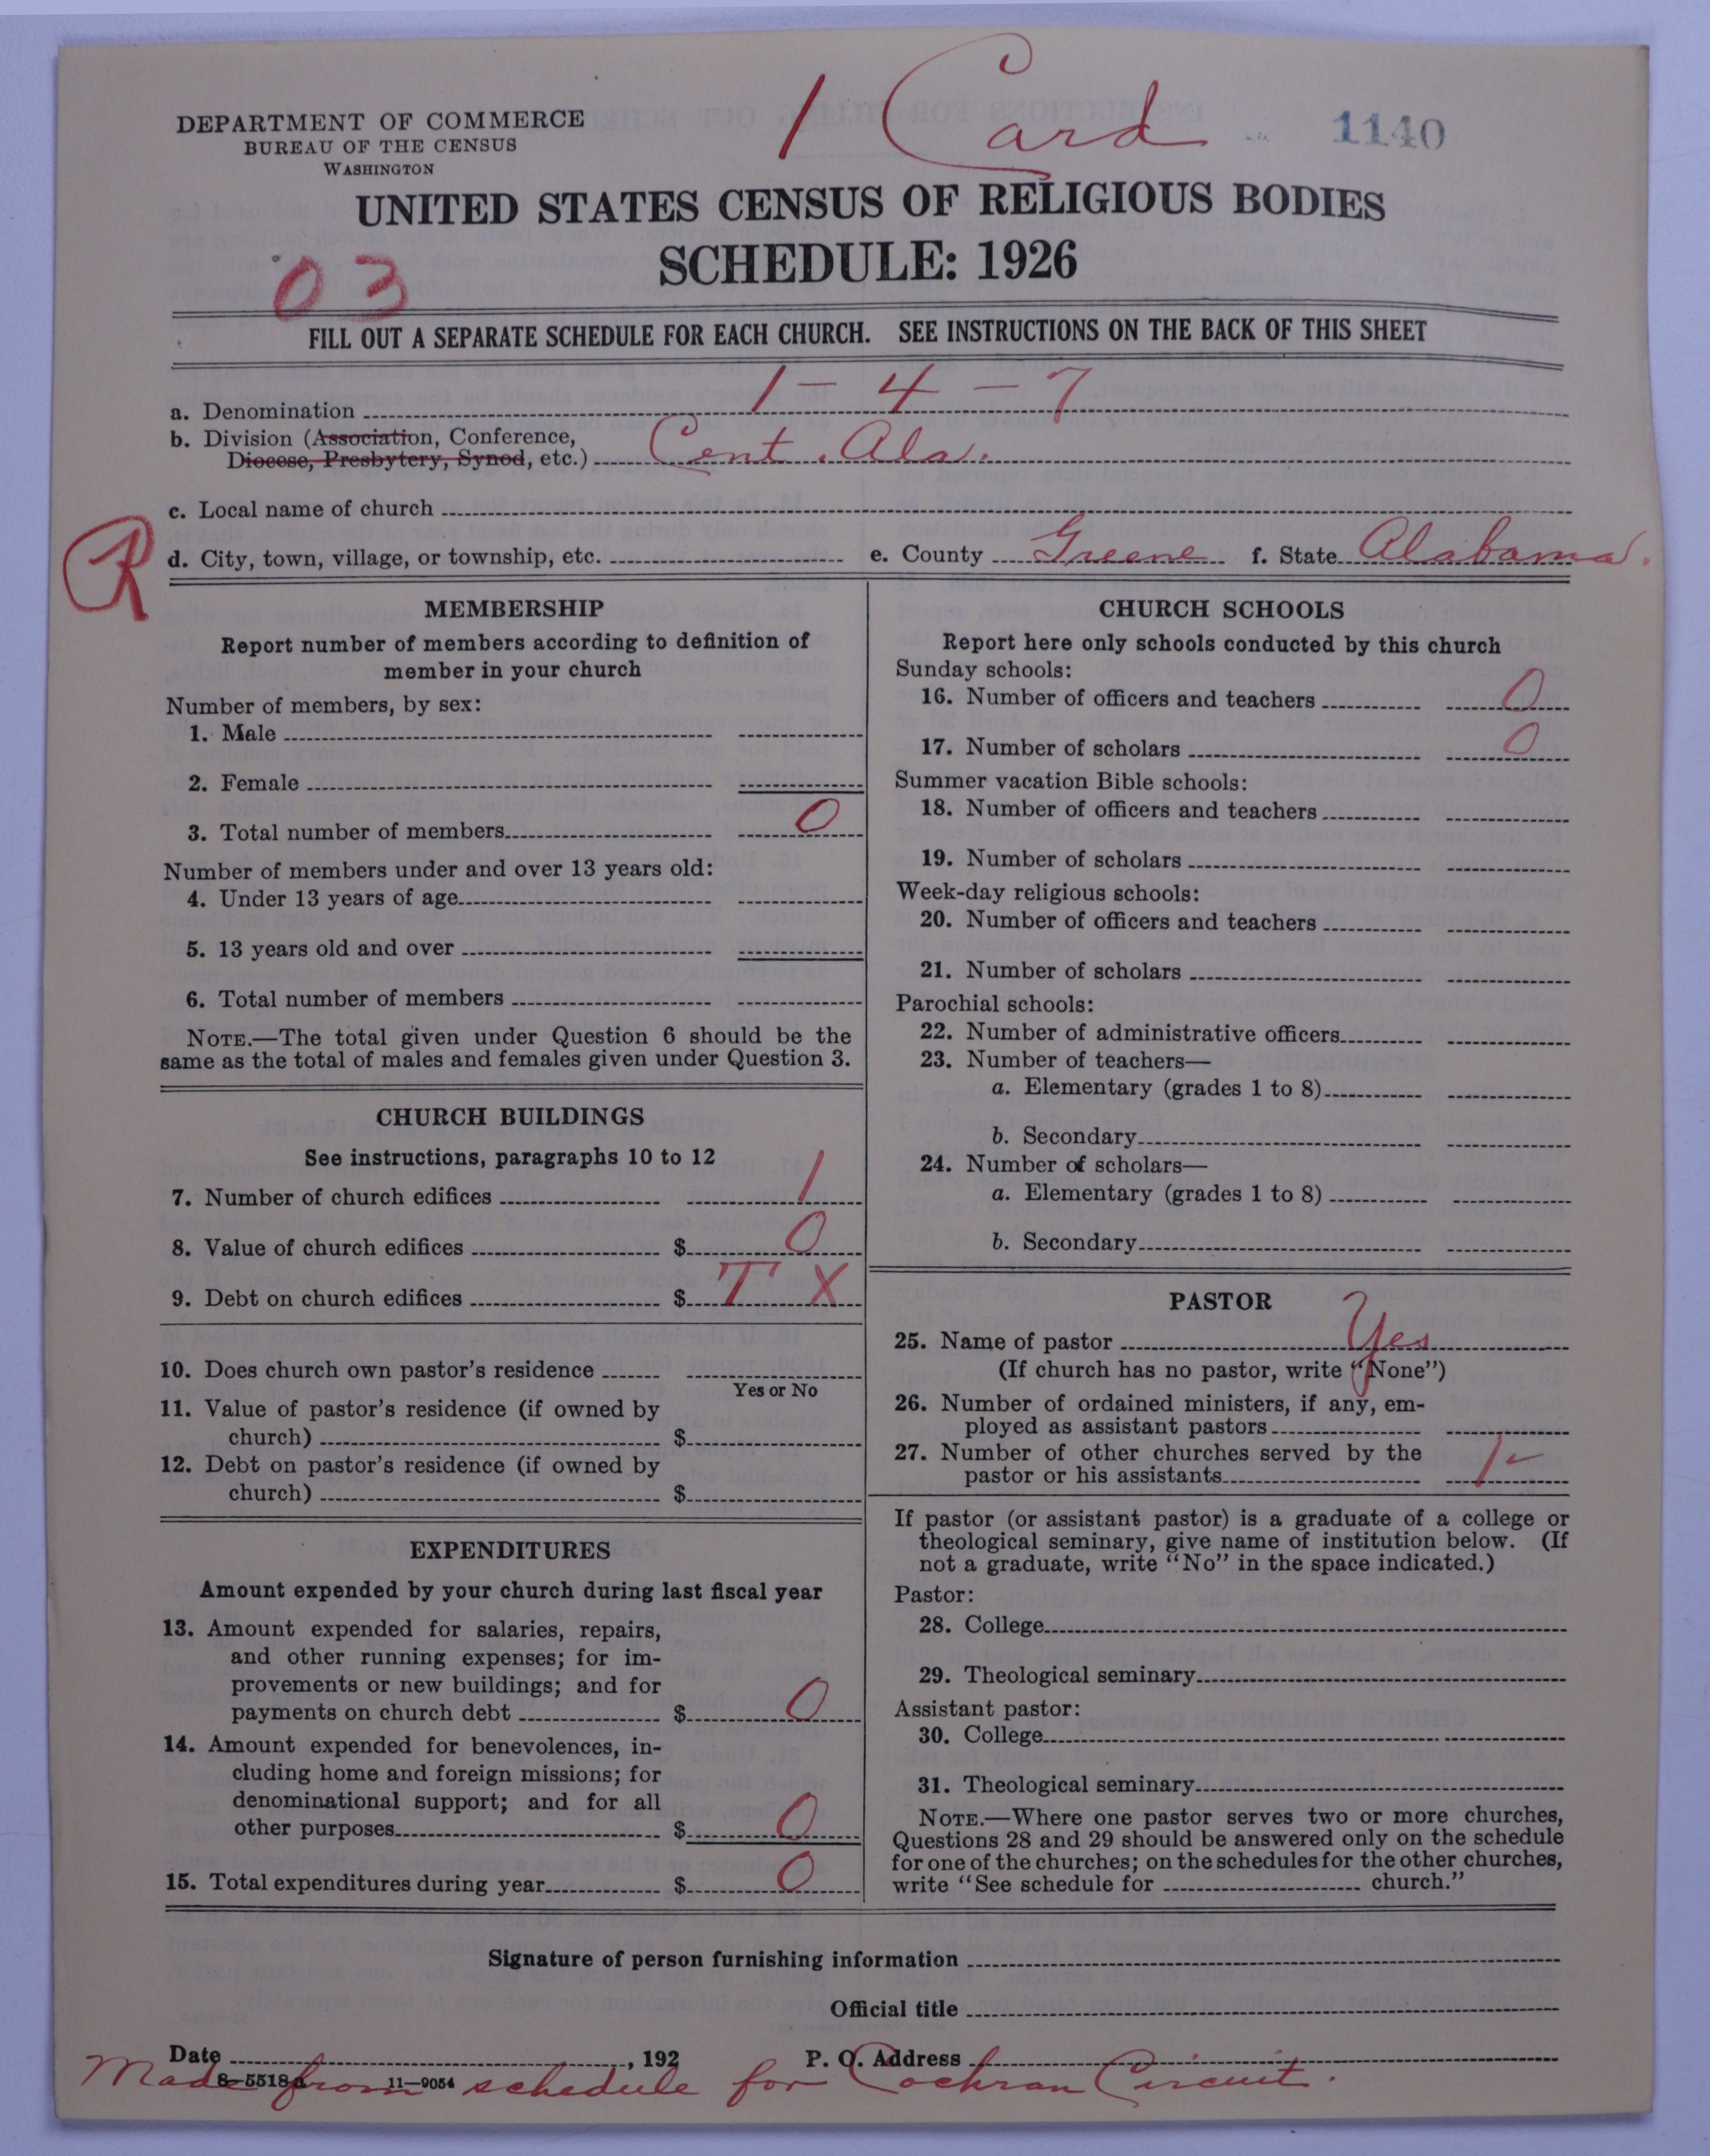 1 Card
1140
DEPARTMENT OF COMMERCE
BUREAU OF THE CENSUS
WASHINGTON
UNITED STATES CENSUS OF RELIGIOUS BODIES
SCHEDULE: 1926
03
FILL OUT A SEPARATE SCHEDULE FOR EACH CHURCH. SEE INSTRUCTIONS ON THE BACK OF THIS SHEET
a. Denomination 1-4-7
b. Division (Association, Conference,
Diocese, Presbytery, Synod, etc.) Cent. Ala.
c. Local name of church
R
d. City, town, village, or township, etc. e. County Greene f. State Alabama.
MEMBERSHIP
Report number of members according to definition of
member in your church
Number of members, by sex:
1. Male
2. Female
3. Total number of members 0
Number of members under and over 13 years old:
4. Under 13 years of age
5. 13 years old and over
6. Total number of members
NOTE.—The total given under Question 6 should be the
same as the total of males and females given under Question 3.
CHURCH BUILDINGS
See instructions, paragraphs 10 to 12
7. Number of church edifices 1
8. Value of church edifices $ 0
9. Debt on church edifices $ T X
10. Does church own pastor's residence
Yes or No
11. Value of pastor's residence (if owned by
church) $
12. Debt on pastor's residence (if owned by
church) $
EXPENDITURES
Amount expended by your church during last fiscal year
13. Amount expended for salaries, repairs,
and other running expenses; for im-
provements or new buildings; and for
payments on church debt $ 0
14. Amount expended for benevolences, in-
cluding home and foreign missions; for
denominational support; and for all
other purposes $ 0
15. Total expenditures during year $ 0
CHURCH SCHOOLS
Report here only schools conducted by this church
Sunday schools:
16. Number of officers and teachers 0
17. Number of scholars 0
Summer vacation Bible schools:
18. Number of officers and teachers
19. Number of scholars
Week-day religious schools:
20. Number of officers and teachers
21. Number of scholars
Parochial schools:
22. Number of administrative officers
23. Number of teachers—
a. Elementary (grades 1 to 8)
b. Secondary
24. Number of scholars—
a. Elementary (grades 1 to 8)
b. Secondary
PASTOR
25. Name of pastor Yes
(If church has no pastor, write "None")
26. Number of ordained ministers, if any, em-
ployed as assistant pastors
27. Number of other churches served by the
pastor or his assistants 1
If pastor (or assistant pastor) is a graduate of a college or
theological seminary, give name of institution below. (If
not a graduate, write "No" in the space indicated.)
Pastor:
28. College
29. Theological seminary
Assistant pastor:
30. College
31. Theological seminary
NOTE.—Where one pastor serves two or more churches,
Questions 28 and 29 should be answered only on the schedule
for one of the churches; on the schedules for the other churches,
write "See schedule for church."
Signature of person furnishing information
Official title
Date , 192 P. O. Address
8-5518a 11-9054
Made from schedule for Cochran Circuit.